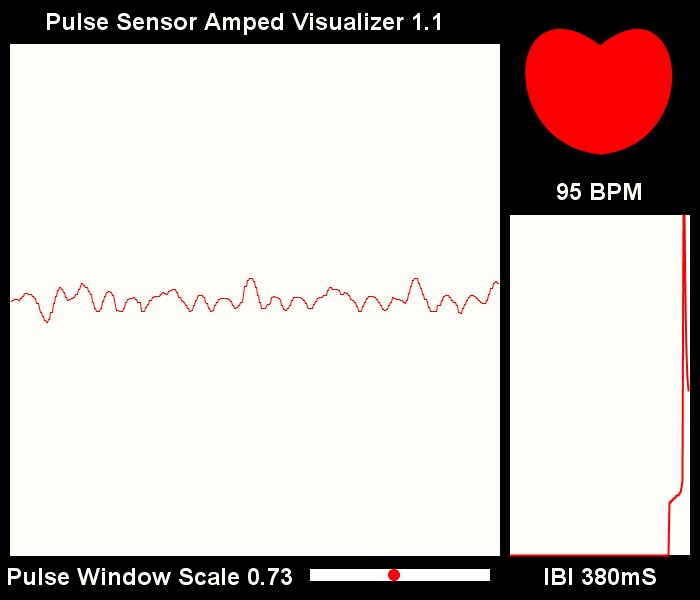 Pulse Sensor Amped Visualizer 1.1
95 BPM
Pulse Window Scale 0.73
IBI 380mS